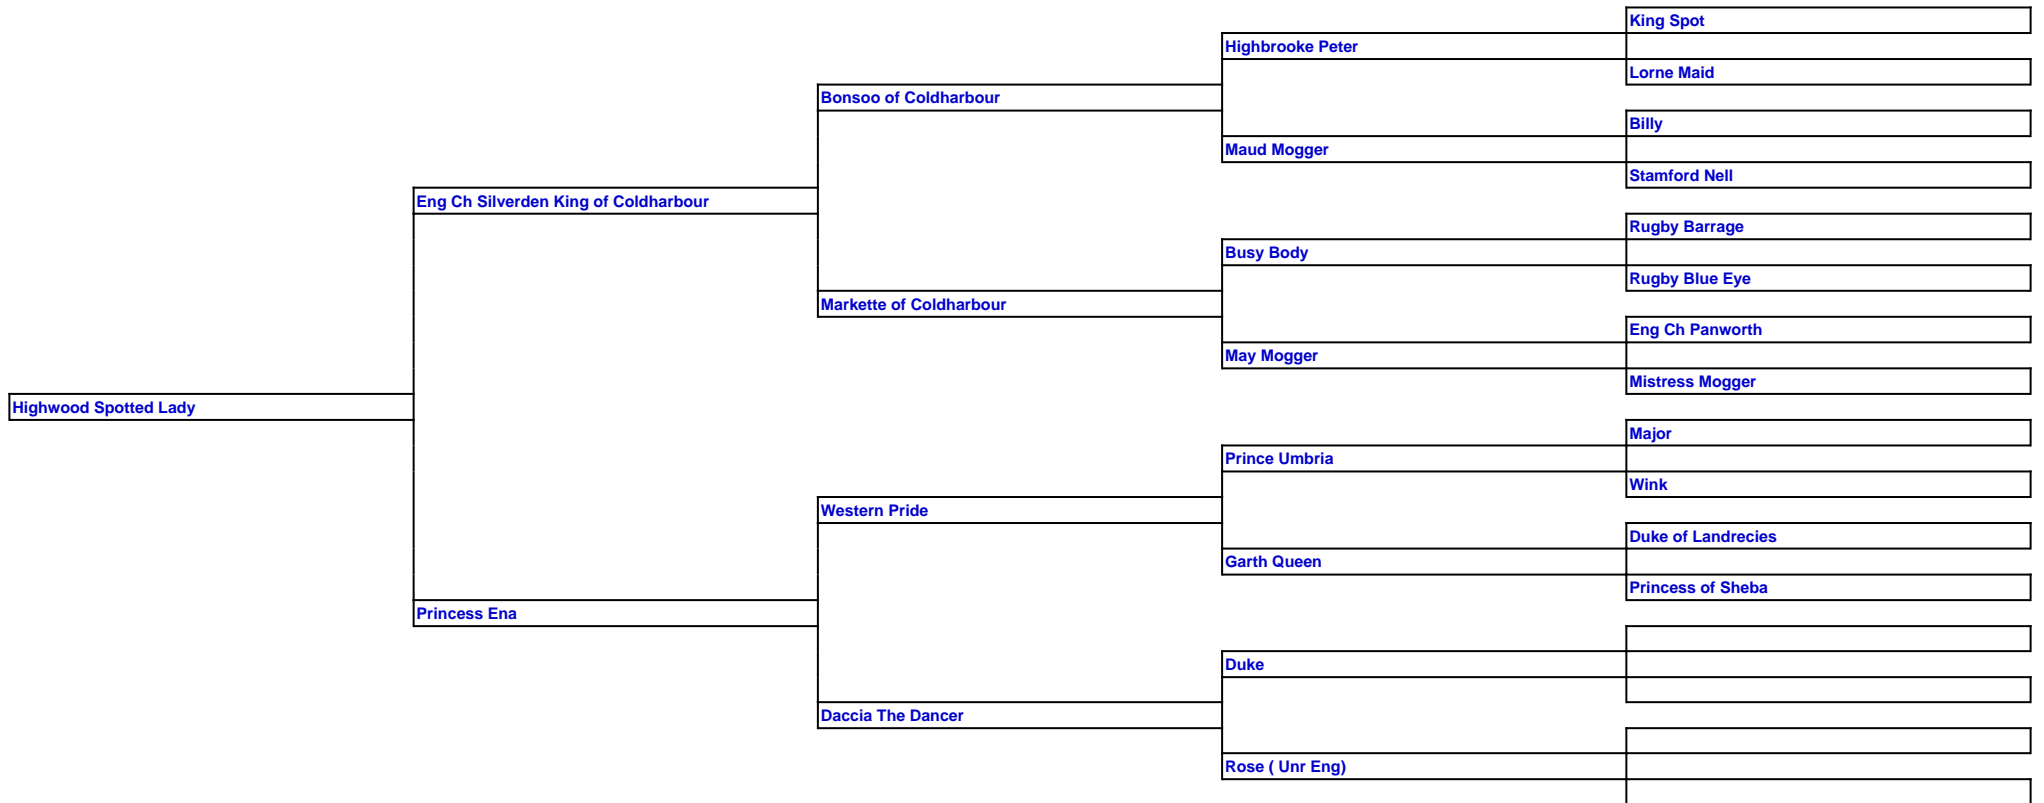 King Spot
Highbrooke Peter
Lorne Maid
Bonsoo of Coldharbour
Billy
Maud Mogger
Stamford Nell
Eng Ch Silverden King of Coldharbour
Rugby Barrage
Busy Body
Rugby Blue Eye
Markette of Coldharbour
Eng Ch Panworth
May Mogger
Mistress Mogger
Highwood Spotted Lady
Major
Prince Umbria
Wink
Western Pride
Duke of Landrecies
Garth Queen
Princess of Sheba
Princess Ena
Duke
Daccia The Dancer
Rose ( Unr Eng)